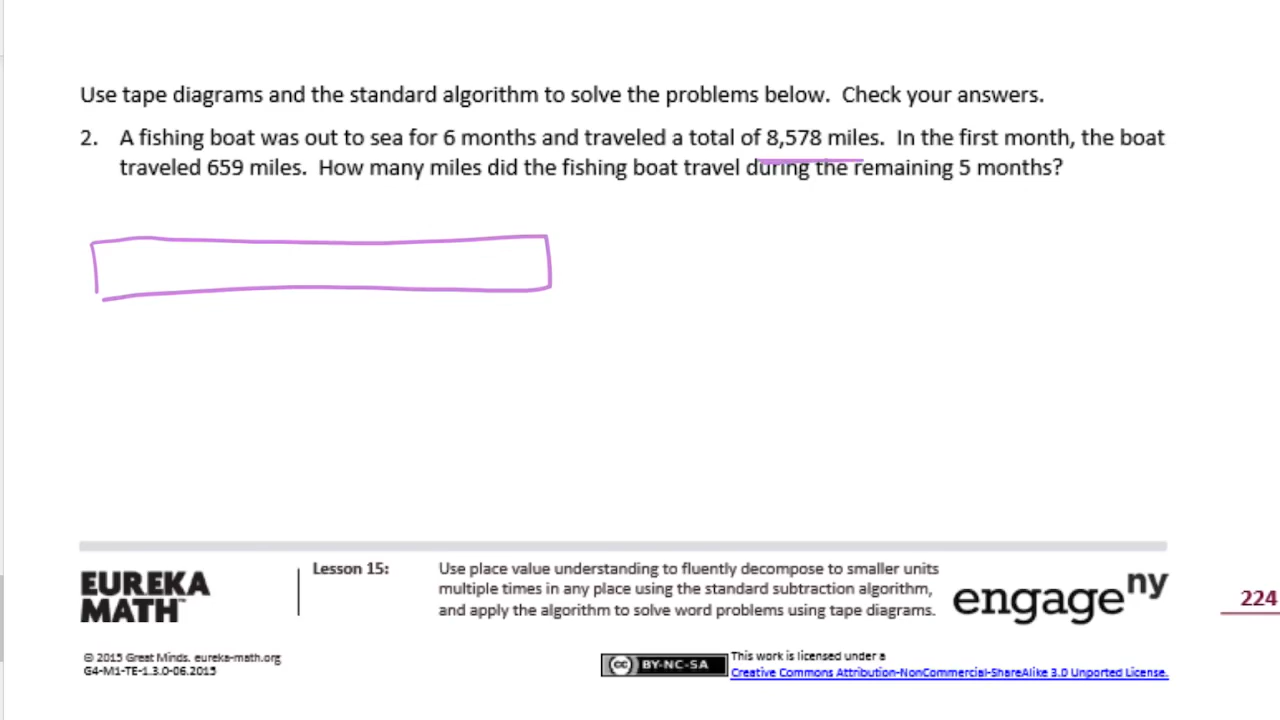 Use tape diagrams and the standard algorithm to solve the problems below. Check your answers.
2. A fishing boat was out to sea for 6 months and traveled a total of 8,578 miles. In the first month, the boat
traveled 659 miles. How many miles did the fishing boat travel during the remaining 5 months?
EUREKA
MATH™
Lesson 15:
Use place value understanding to fluently decompose to smaller units
multiple times in any place using the standard subtraction algorithm,
and apply the algorithm to solve word problems using tape diagrams.
engageny
224
© 2015 Great Minds. eureka-math.org
G4-M1-TE-1.3.0-06.2015
cc BY-NC-SA
This work is licensed under a
Creative Commons Attribution-NonCommercial-ShareAlike 3.0 Unported License.